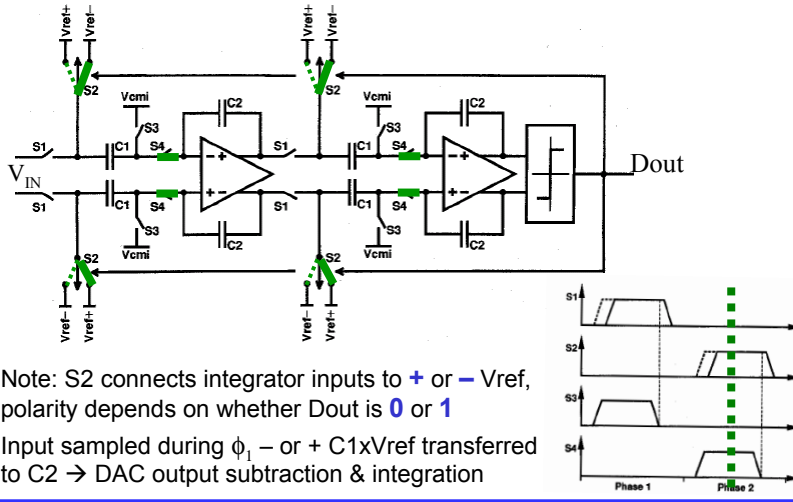 Vref+ Vref− Vref+ Vref−
S2 S2
Vcmi C2 Vcmi C2
S1 C1 S3 S4 −+ S1 C1 S3 S4 −+
VIN Dout
S1 C1 S4 +− S1 C1 S4 +−
S3 C2 S3 C2
S2 Vcmi S2 Vcmi
Vref− Vref+ Vref− Vref+
S1
S2
S3
S4
Phase 1 Phase 2
Note: S2 connects integrator inputs to + or – Vref,
polarity depends on whether Dout is 0 or 1
Input sampled during ϕ1 – or + C1xVref transferred
to C2 → DAC output subtraction & integration